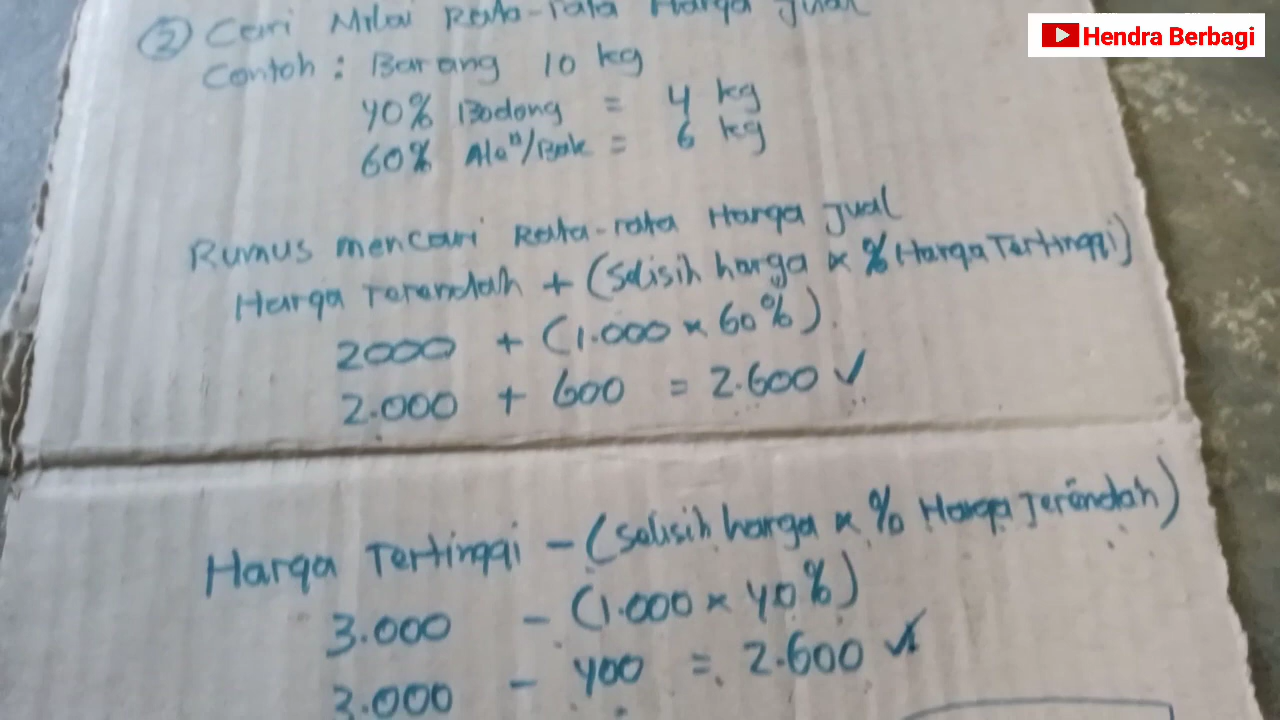 Hendra Berbagi
② Cari Nilai Rata-rata Harga Jual
Contoh : Barang 10 kg
40% Bodong = 4 kg
60% /Bak = 6 kg
Rumus mencari Rata-rata Harga Jual
Harga Terendah + (Selisih harga x % Harga Tertinggi)
2000 + (1.000 x 60%)
2.000 + 600 = 2.600 ✓
Harga Tertinggi - (Selisih harga x % Harga Terendah)
3.000 - (1.000 x 40%)
3.000 - 400 = 2.600 ✓